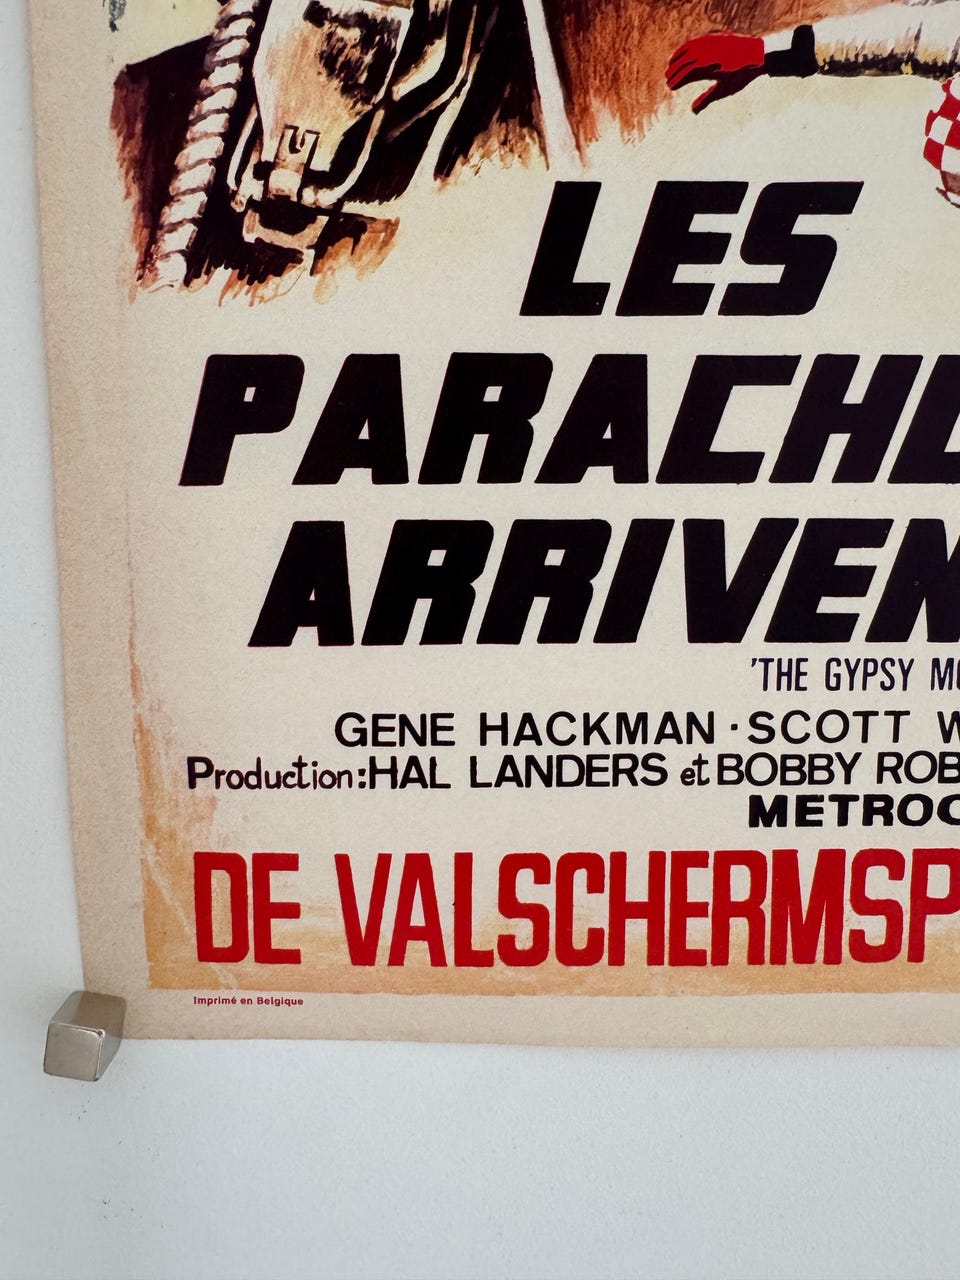 LES
PARACHU
ARRIVEN
'THE GYPSY MO
GENE HACKMAN · SCOTT W
Production: HAL LANDERS et BOBBY ROB
METROC
DE VALSCHERMSP
Imprimé en Belgique